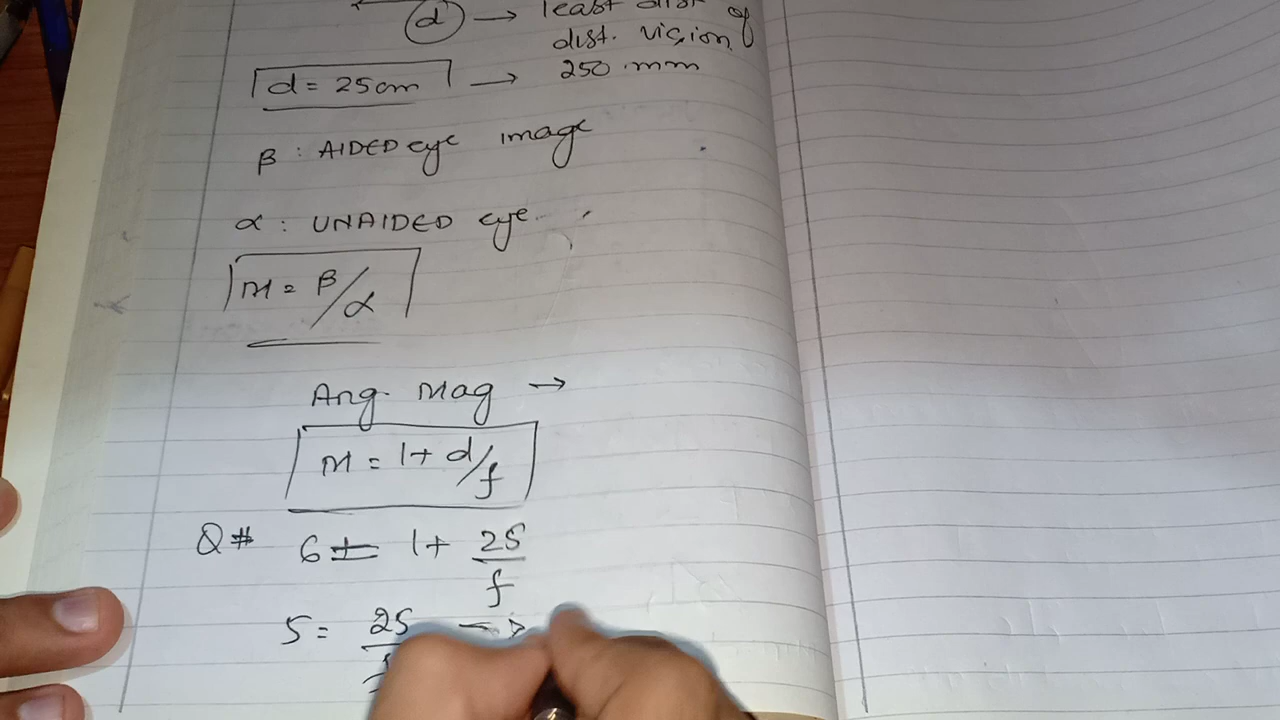 d → least dist of
dist. vision
d = 25cm → 250 mm
β : AIDED eye image
α : UNAIDED eye
M = β/α
Ang. Mag →
M = 1 + d/f
Q# 6 = 1 + 25/f
5 = 25 →